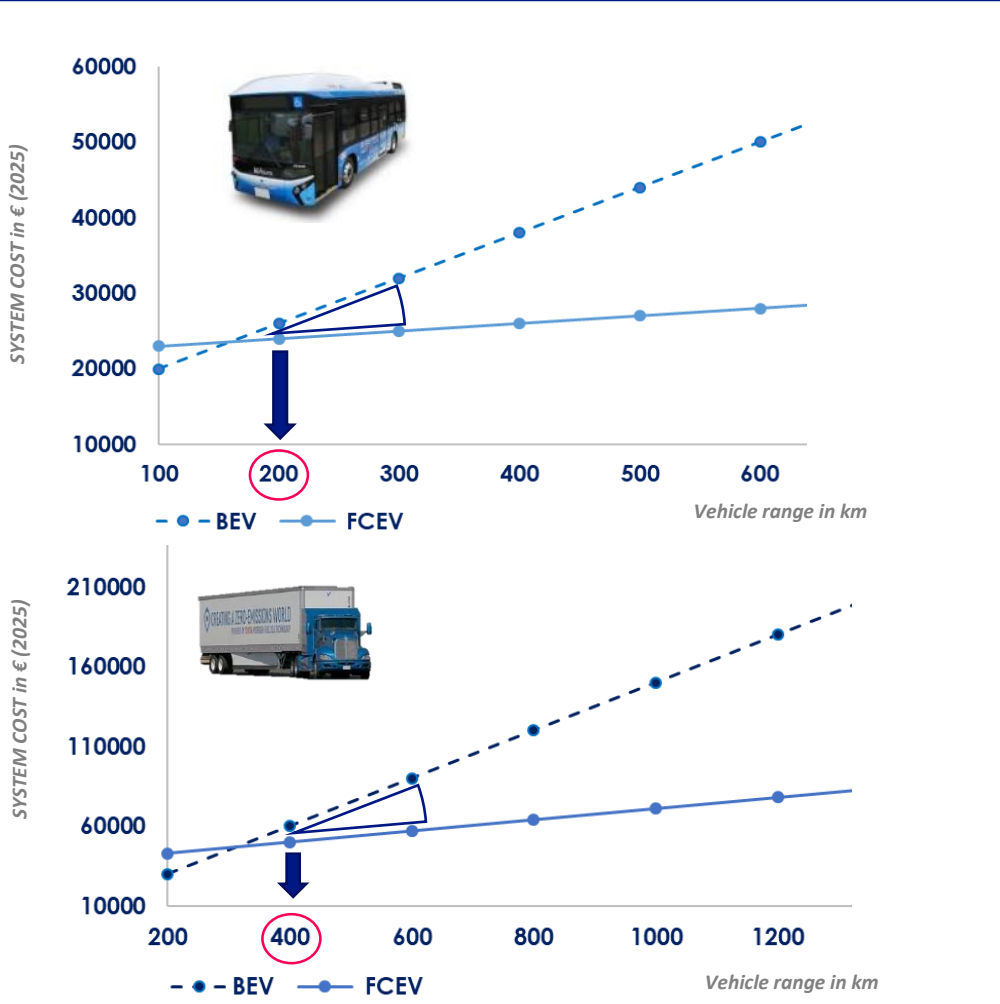 60000
50000
40000
30000
20000
10000
SYSTEM COST in € (2025)
100 200 300 400 500 600
Vehicle range in km
BEV FCEV
210000
160000
110000
60000
10000
SYSTEM COST in € (2025)
CREATING A ZERO-EMISSIONS WORLD
200 400 600 800 1000 1200
Vehicle range in km
BEV FCEV